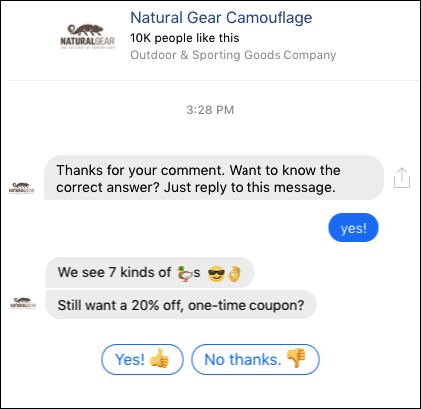 Natural Gear Camouflage
NATURALGEAR
10K people like this
Outdoor & Sporting Goods Company
3:28 PM
Thanks for your comment. Want to know the
correct answer? Just reply to this message.
yes!
We see 7 kinds of 🦆s 😎👌
Still want a 20% off, one-time coupon?
Yes! 👍
No thanks. 👎